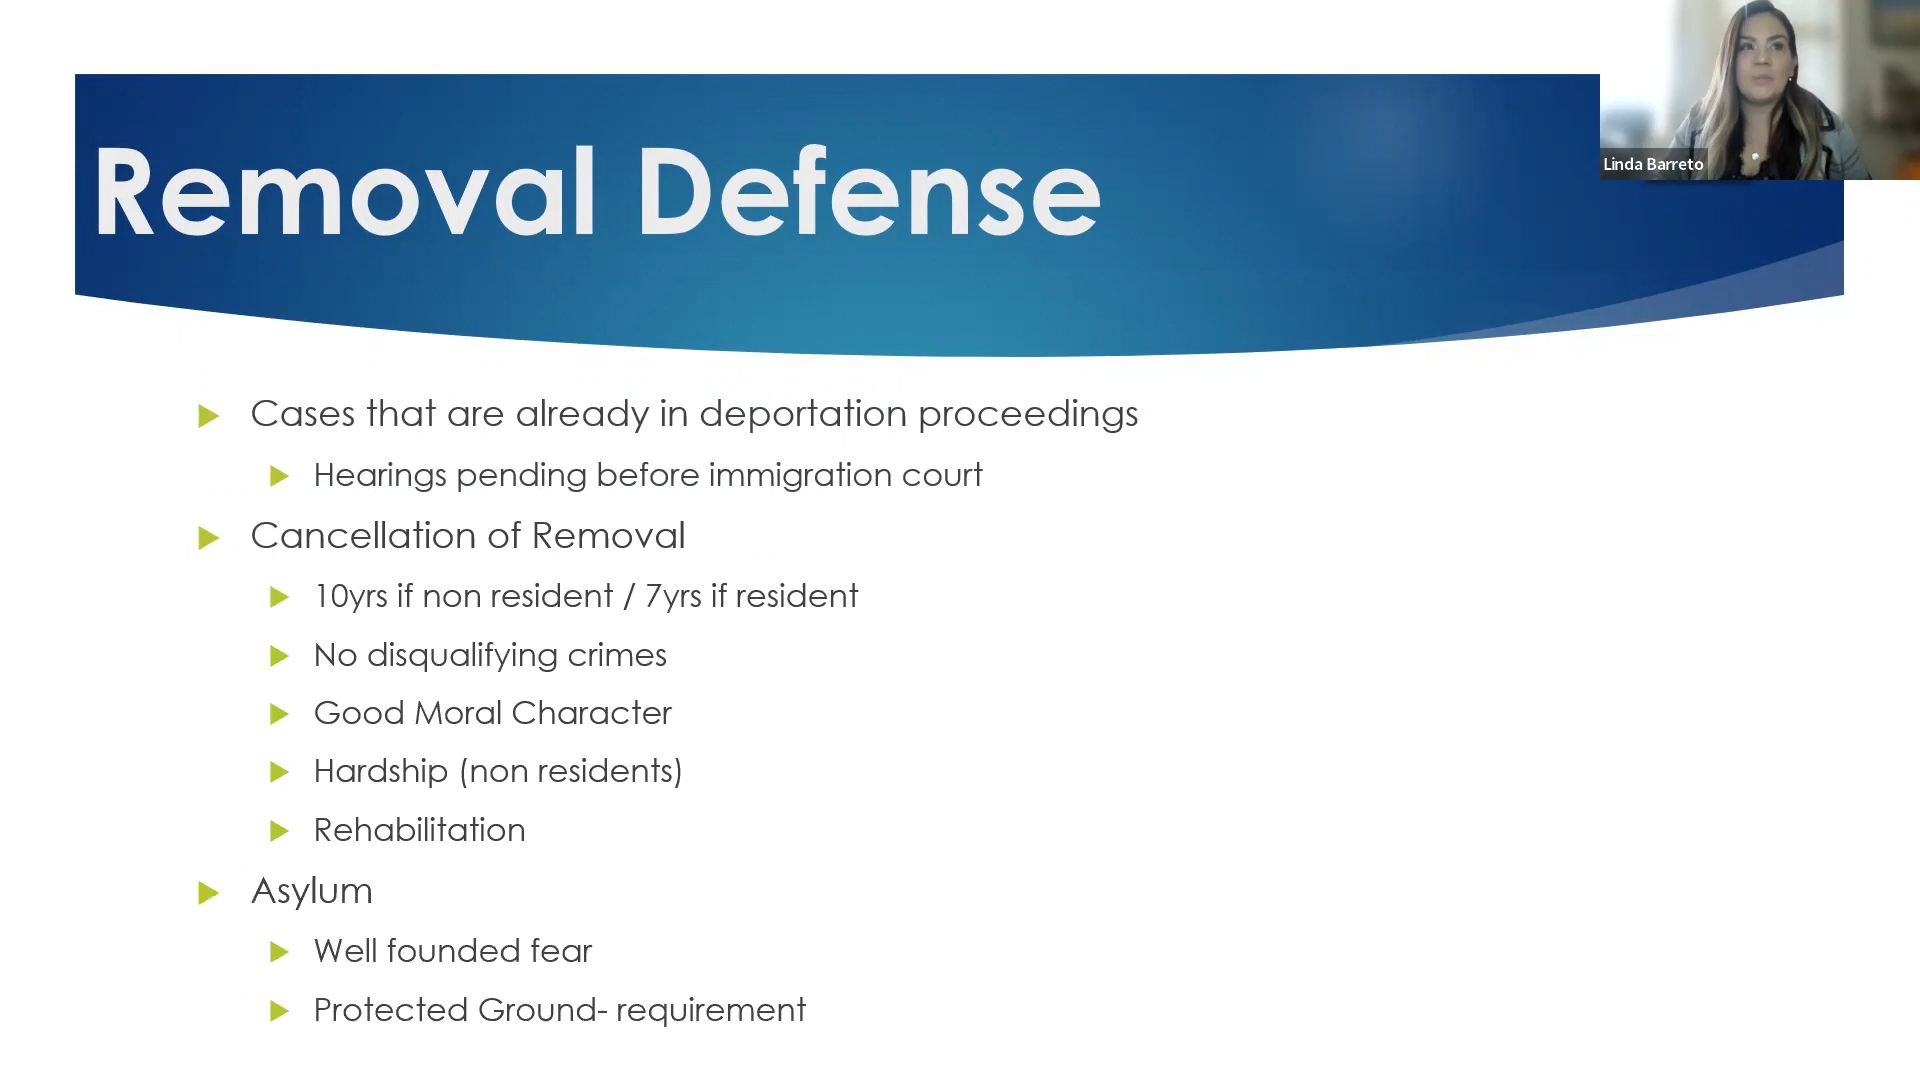 Removal Defense
Linda Barreto
Cases that are already in deportation proceedings
Hearings pending before immigration court
Cancellation of Removal
10yrs if non resident / 7yrs if resident
No disqualifying crimes
Good Moral Character
Hardship (non residents)
Rehabilitation
Asylum
Well founded fear
Protected Ground- requirement